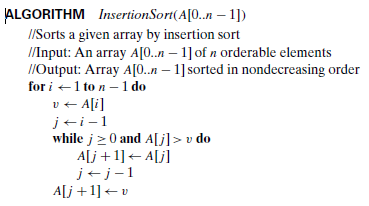 ALGORITHM InsertionSort(A[0..n − 1])
//Sorts a given array by insertion sort
//Input: An array A[0..n − 1] of n orderable elements
//Output: Array A[0..n − 1] sorted in nondecreasing order
for i ← 1 to n − 1 do
v ← A[i]
j ← i − 1
while j ≥ 0 and A[j] > v do
A[j + 1] ← A[j]
j ← j − 1
A[j + 1] ← v